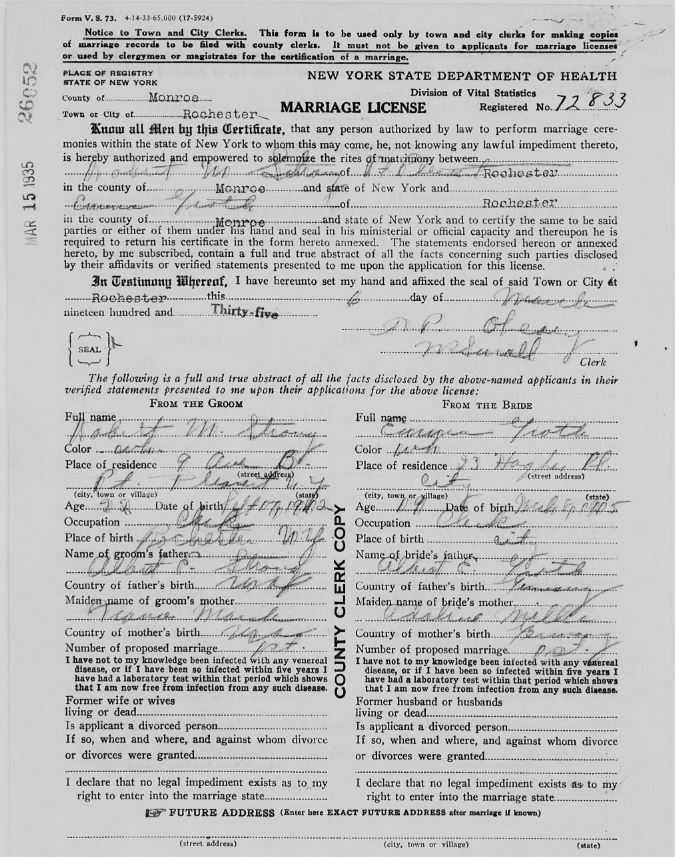 Form V. S. 73. 4-14-33-65,000 (17-5924)
Notice to Town and City Clerks. This form is to be used only by town and city clerks for making copies
of marriage records to be filed with county clerks. It must not be given to applicants for marriage licenses
or used by clergymen or magistrates for the certification of a marriage.
26952
MAR 15 1935
PLACE OF REGISTRY
STATE OF NEW YORK
NEW YORK STATE DEPARTMENT OF HEALTH
Division of Vital Statistics
County of Monroe
MARRIAGE LICENSE
Registered No. 72833
Town or City of Rochester
Know all Men by this Certificate, that any person authorized by law to perform marriage cere-
monies within the state of New York to whom this may come, he, not knowing any lawful impediment thereto,
is hereby authorized and empowered to solemnize the rites of matrimony between
Robert M. Strong of Pt Pleasant Rochester
in the county of Monroe and state of New York and
Emma Groth of Rochester
in the county of Monroe and state of New York and to certify the same to be said
parties or either of them under his hand and seal in his ministerial or official capacity and thereupon he is
required to return his certificate in the form hereto annexed. The statements endorsed hereon or annexed
hereto, by me subscribed, contain a full and true abstract of all the facts concerning such parties disclosed
by their affidavits or verified statements presented to me upon the application for this license.
In Testimony Whereof, I have hereunto set my hand and affixed the seal of said Town or City at
Rochester this 6 day of March
nineteen hundred and Thirty-five
SEAL
Clerk
The following is a full and true abstract of all the facts disclosed by the above-named applicants in their
verified statements presented to me upon their applications for the above license:
FROM THE GROOM
Full name
Robert M. Strong
Color wh
Place of residence 9 Ave B.
(street address)
Pt. Pleasant N.Y.
(city, town or village) (state)
Age 22 Date of birth Sept
Occupation Clerk
Place of birth Rochester N.Y.
Name of groom's father
Albert Strong
Country of father's birth
Maiden name of groom's mother
Country of mother's birth
Number of proposed marriage 1st.
I have not to my knowledge been infected with any venereal
disease, or if I have been so infected within five years I
have had a laboratory test within that period which shows
that I am now free from infection from any such disease.
Former wife or wives
living or dead
Is applicant a divorced person
If so, when and where, and against whom divorce
or divorces were granted
I declare that no legal impediment exists as to my
right to enter into the marriage state
COUNTY CLERK COPY
FROM THE BRIDE
Full name
Emma Groth
Color wh
Place of residence 23
(street address)
City
(city, town or village) (state)
Age Date of birth
Occupation Clerk
Place of birth city
Name of bride's father
Albert E. Groth
Country of father's birth Germany
Maiden name of bride's mother
Adeline Miller
Country of mother's birth Germany
Number of proposed marriage
I have not to my knowledge been infected with any venereal
disease, or if I have been so infected within five years I
have had a laboratory test within that period which shows
that I am now free from infection from any such disease.
Former husband or husbands
living or dead
Is applicant a divorced person
If so, when and where, and against whom divorce
or divorces were granted
I declare that no legal impediment exists as to my
right to enter into the marriage state
☞ FUTURE ADDRESS (Enter here EXACT FUTURE ADDRESS after marriage if known)
(street address) (city, town or village) (state)